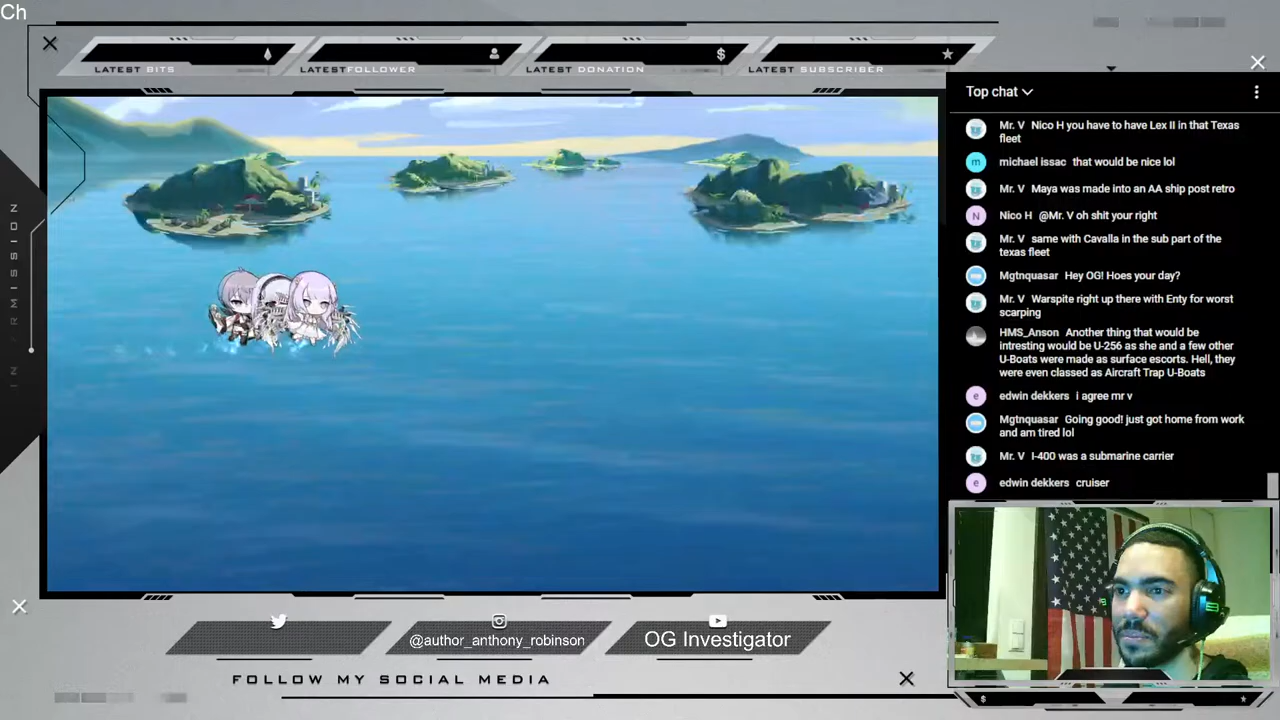 Ch
LATEST BITS
LATEST FOLLOWER
LATEST DONATION
LATEST SUBSCRIBER
Top chat
Mr. V Nico H you have to have Lex II in that Texas
fleet
michael issac that would be nice lol
Mr. V Maya was made into an AA ship post retro
Nico H @Mr. V oh shit your right
Mr. V same with Cavalla in the sub part of the
texas fleet
Mgtnquasar Hey OG! Hoes your day?
Mr. V Warspite right up there with Enty for worst
scarping
HMS_Anson Another thing that would be
intresting would be U-256 as she and a few other
U-Boats were made as surface escorts. Hell, they
were even classed as Aircraft Trap U-Boats
edwin dekkers i agree mr v
Mgtnquasar Going good! just got home from work
and am tired lol
Mr. V I-400 was a submarine carrier
edwin dekkers cruiser
@author_anthony_robinson
OG Investigator
FOLLOW MY SOCIAL MEDIA